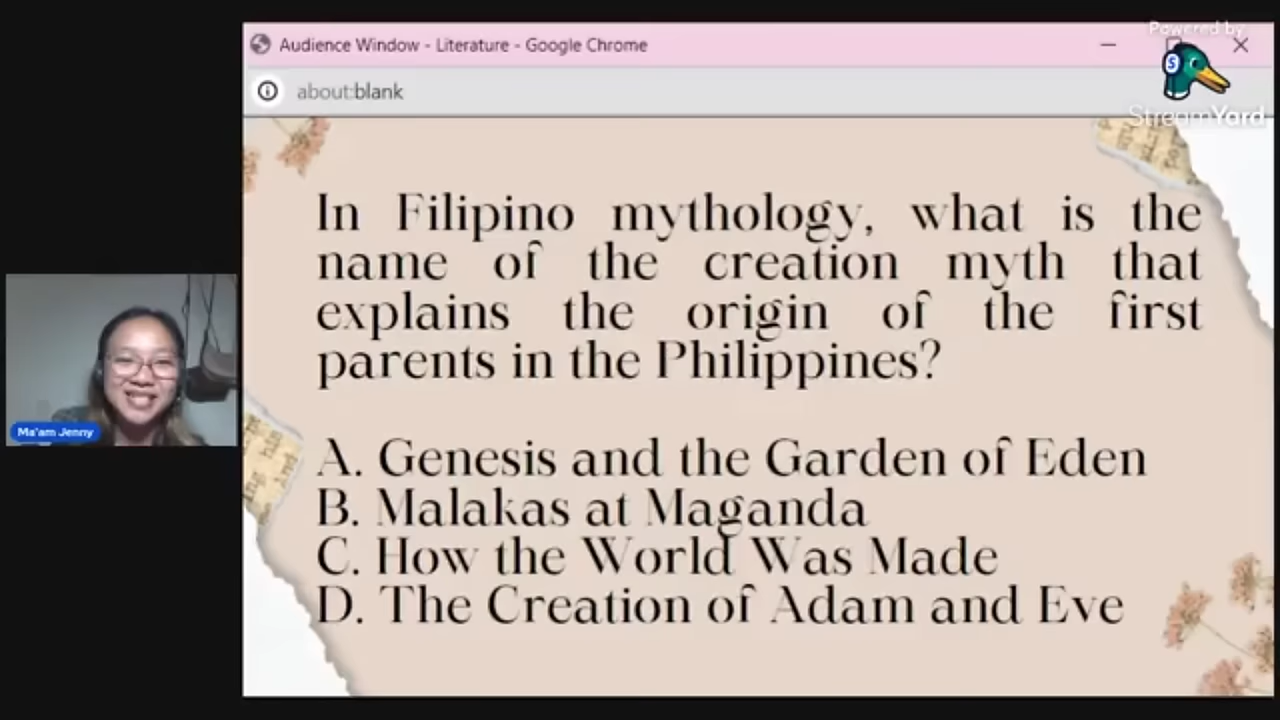 Audience Window - Literature - Google Chrome
Powered by
about:blank
StreamYard
In Filipino mythology, what is the
name of the creation myth that
explains the origin of the first
parents in the Philippines?
A. Genesis and the Garden of Eden
B. Malakas at Maganda
C. How the World Was Made
D. The Creation of Adam and Eve
Ma'am Jenny